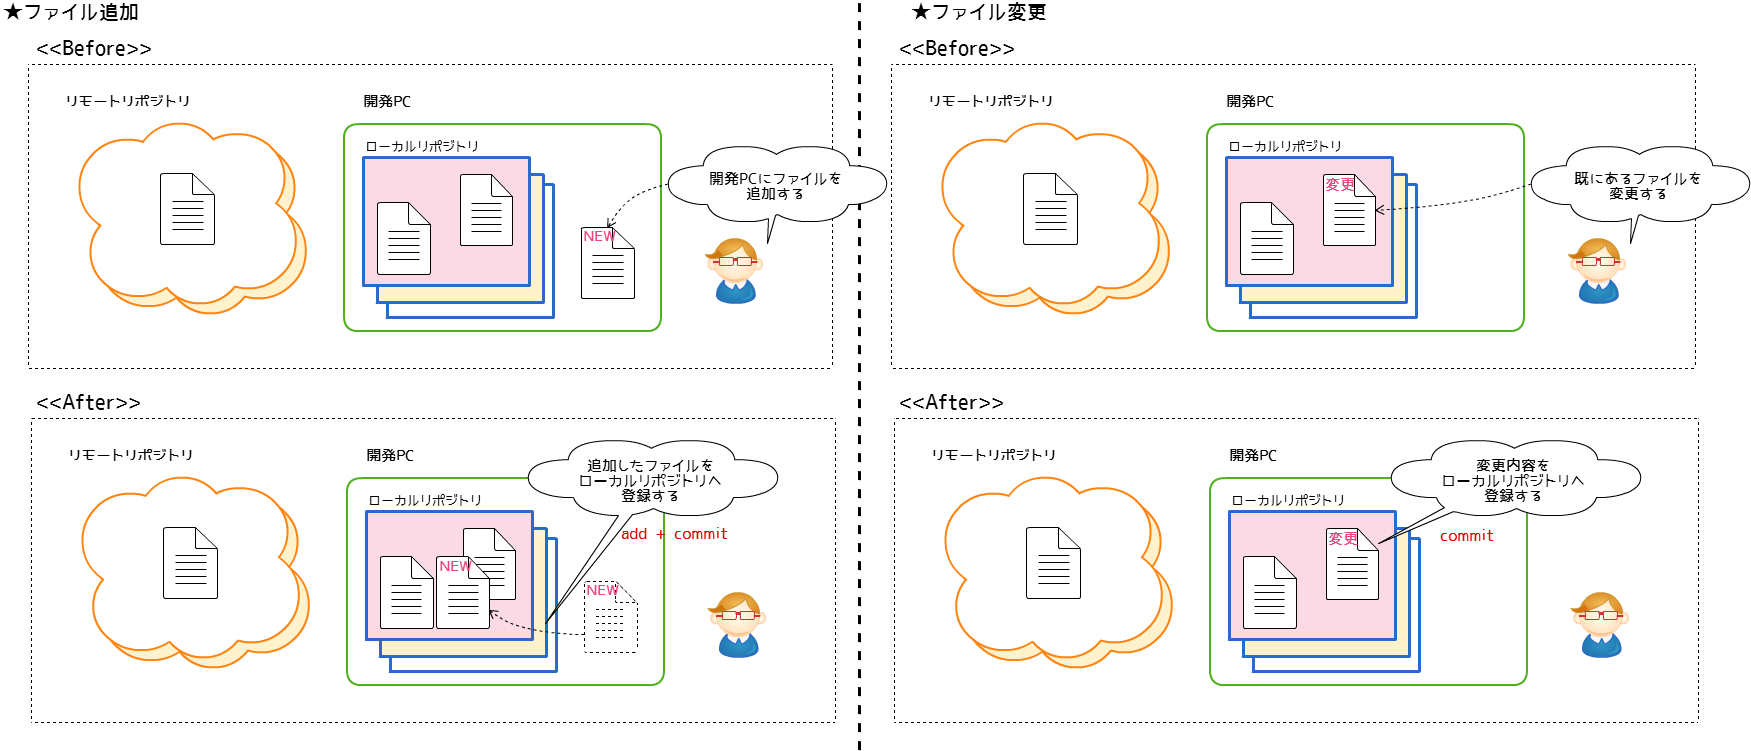 ★ファイル追加
<<Before>>
リモートリポジトリ
開発PC
ローカルリポジトリ
開発PCにファイルを
追加する
NEW
<<After>>
リモートリポジトリ
開発PC
ローカルリポジトリ
追加したファイルを
ローカルリポジトリへ
登録する
add + commit
NEW
NEW
★ファイル変更
<<Before>>
リモートリポジトリ
開発PC
ローカルリポジトリ
変更
既にあるファイルを
変更する
<<After>>
リモートリポジトリ
開発PC
ローカルリポジトリ
変更内容を
ローカルリポジトリへ
登録する
変更
commit